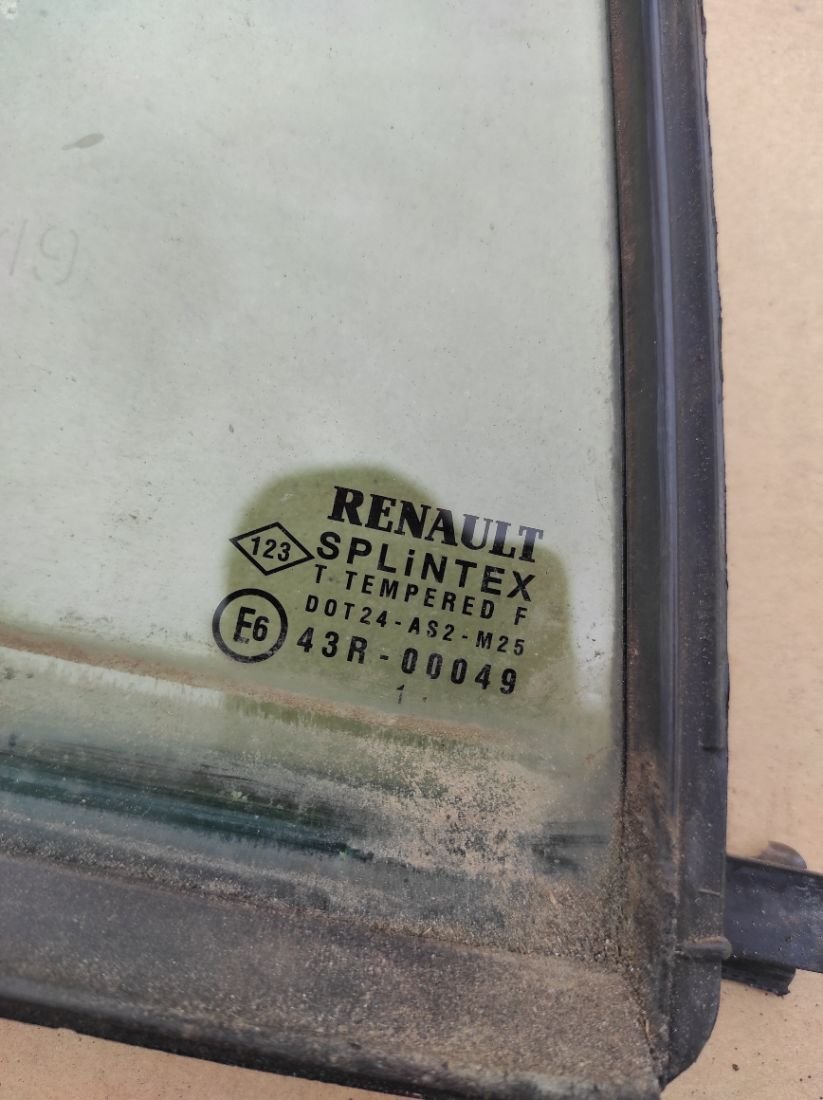 RENAULT
123 SPLiNTEX
T TEMPERED F
DOT24-AS2-M25
E6 43R-00049
1